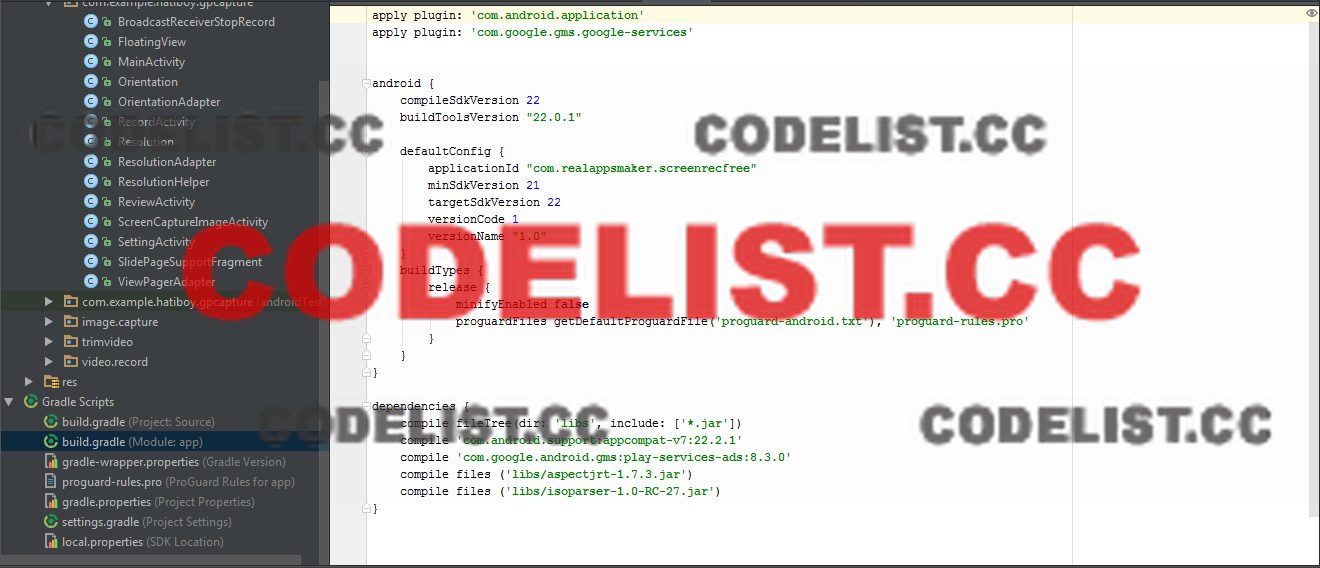 com.example.hatiboy.gpcapture
BroadcastReceiverStopRecord
FloatingView
MainActivity
Orientation
OrientationAdapter
RecordActivity
Resolution
ResolutionAdapter
ResolutionHelper
ReviewActivity
ScreenCaptureImageActivity
SettingActivity
SlidePageSupportFragment
ViewPagerAdapter
com.example.hatiboy.gpcapture (androidTest)
image.capture
trimvideo
video.record
res
Gradle Scripts
build.gradle (Project: Source)
build.gradle (Module: app)
gradle-wrapper.properties (Gradle Version)
proguard-rules.pro (ProGuard Rules for app)
gradle.properties (Project Properties)
settings.gradle (Project Settings)
local.properties (SDK Location)
apply plugin: 'com.android.application'
apply plugin: 'com.google.gms.google-services'
android {
compileSdkVersion 22
buildToolsVersion "22.0.1"
defaultConfig {
applicationId "com.realappsmaker.screenrecfree"
minSdkVersion 21
targetSdkVersion 22
versionCode 1
versionName "1.0"
}
buildTypes {
release {
minifyEnabled false
proguardFiles getDefaultProguardFile('proguard-android.txt'), 'proguard-rules.pro'
}
}
}
dependencies {
compile fileTree(dir: 'libs', include: ['*.jar'])
compile 'com.android.support:appcompat-v7:22.2.1'
compile 'com.google.android.gms:play-services-ads:8.3.0'
compile files ('libs/aspectjrt-1.7.3.jar')
compile files ('libs/isoparser-1.0-RC-27.jar')
}
CODELIST.CC
CODELIST.CC
CODELIST.CC
CODELIST.CC
CODELIST.CC